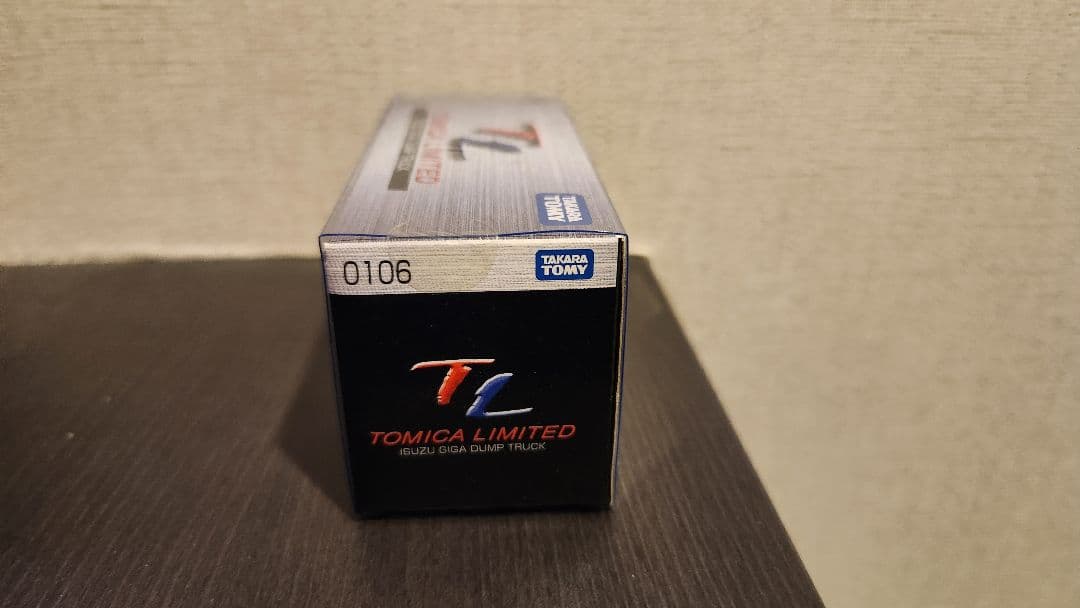 TOMICA LIMITED
TAKARA
TOMY
0106
TAKARA
TOMY
TL
TOMICA LIMITED
ISUZU GIGA DUMP TRUCK